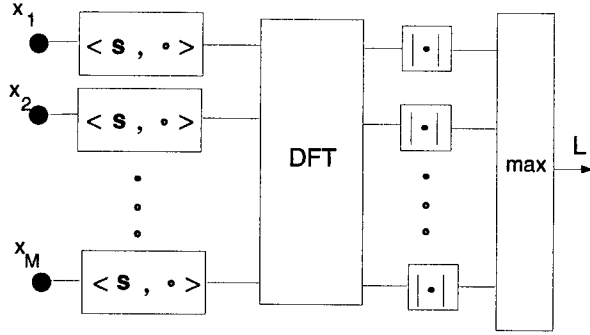 x1
< s , ∘ >
| • |
x2
< s , ∘ >
| • |
DFT
max
L
xM
< s , ∘ >
| • |